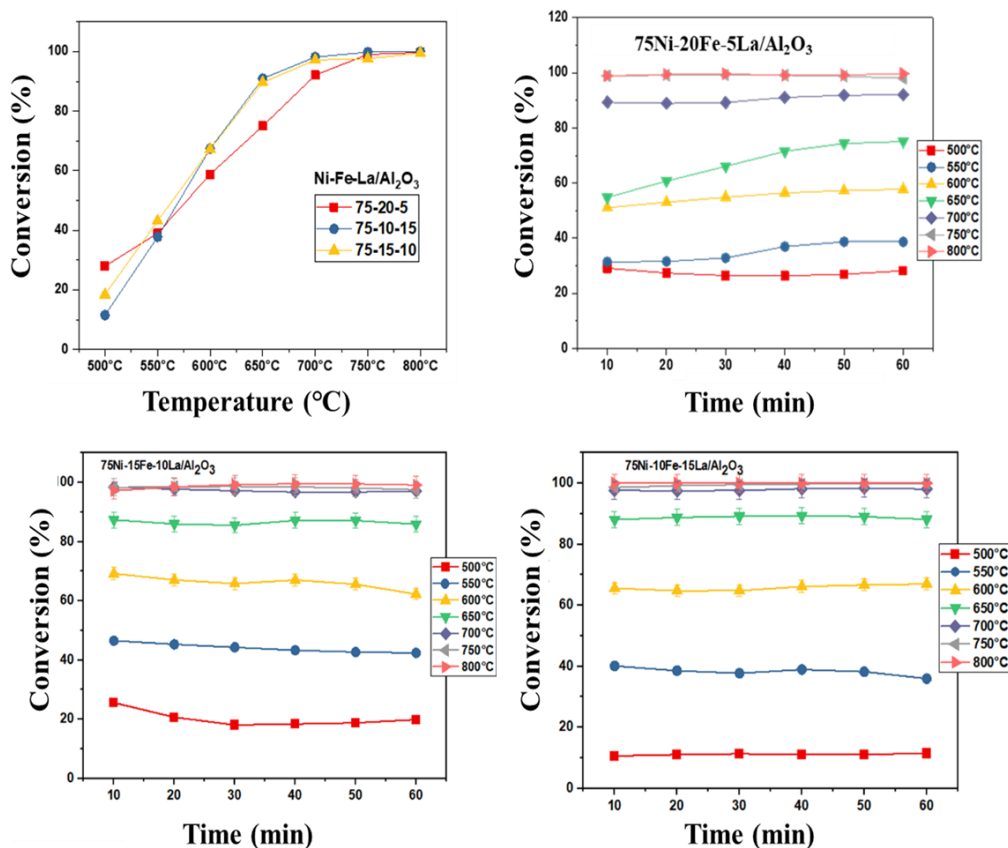 Conversion (%)
100
80
60
40
20
0
Ni-Fe-La/Al₂O₃
75-20-5
75-10-15
75-15-10
500°C 550°C 600°C 650°C 700°C 750°C 800°C
Temperature (°C)
75Ni-20Fe-5La/Al₂O₃
Conversion (%)
120
100
80
60
40
20
0
500°C
550°C
600°C
650°C
700°C
750°C
800°C
10 20 30 40 50 60
Time (min)
75Ni-15Fe-10La/Al₂O₃
Conversion (%)
100
80
60
40
20
0
500°C
550°C
600°C
650°C
700°C
750°C
800°C
10 20 30 40 50 60
Time (min)
75Ni-10Fe-15La/Al₂O₃
Conversion (%)
100
80
60
40
20
0
500°C
550°C
600°C
650°C
700°C
750°C
800°C
10 20 30 40 50 60
Time (min)